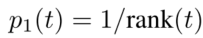 p₁(t) = 1/rank(t)